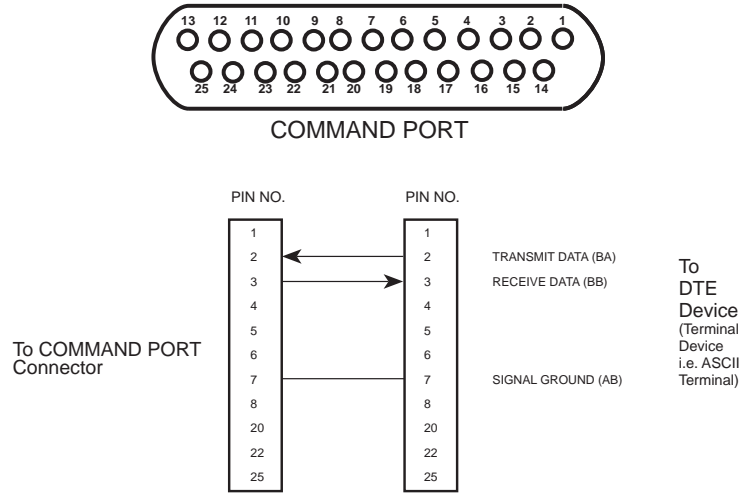 13 12 11 10 9 8 7 6 5 4 3 2 1
25 24 23 22 21 20 19 18 17 16 15 14
COMMAND PORT
PIN NO. PIN NO.
1 1
2 2 TRANSMIT DATA (BA)
3 3 RECEIVE DATA (BB)
4 4
5 5
6 6
7 7 SIGNAL GROUND (AB)
8 8
20 20
22 22
25 25
To COMMAND PORT
Connector
To
DTE
Device
(Terminal
Device
i.e. ASCII
Terminal)